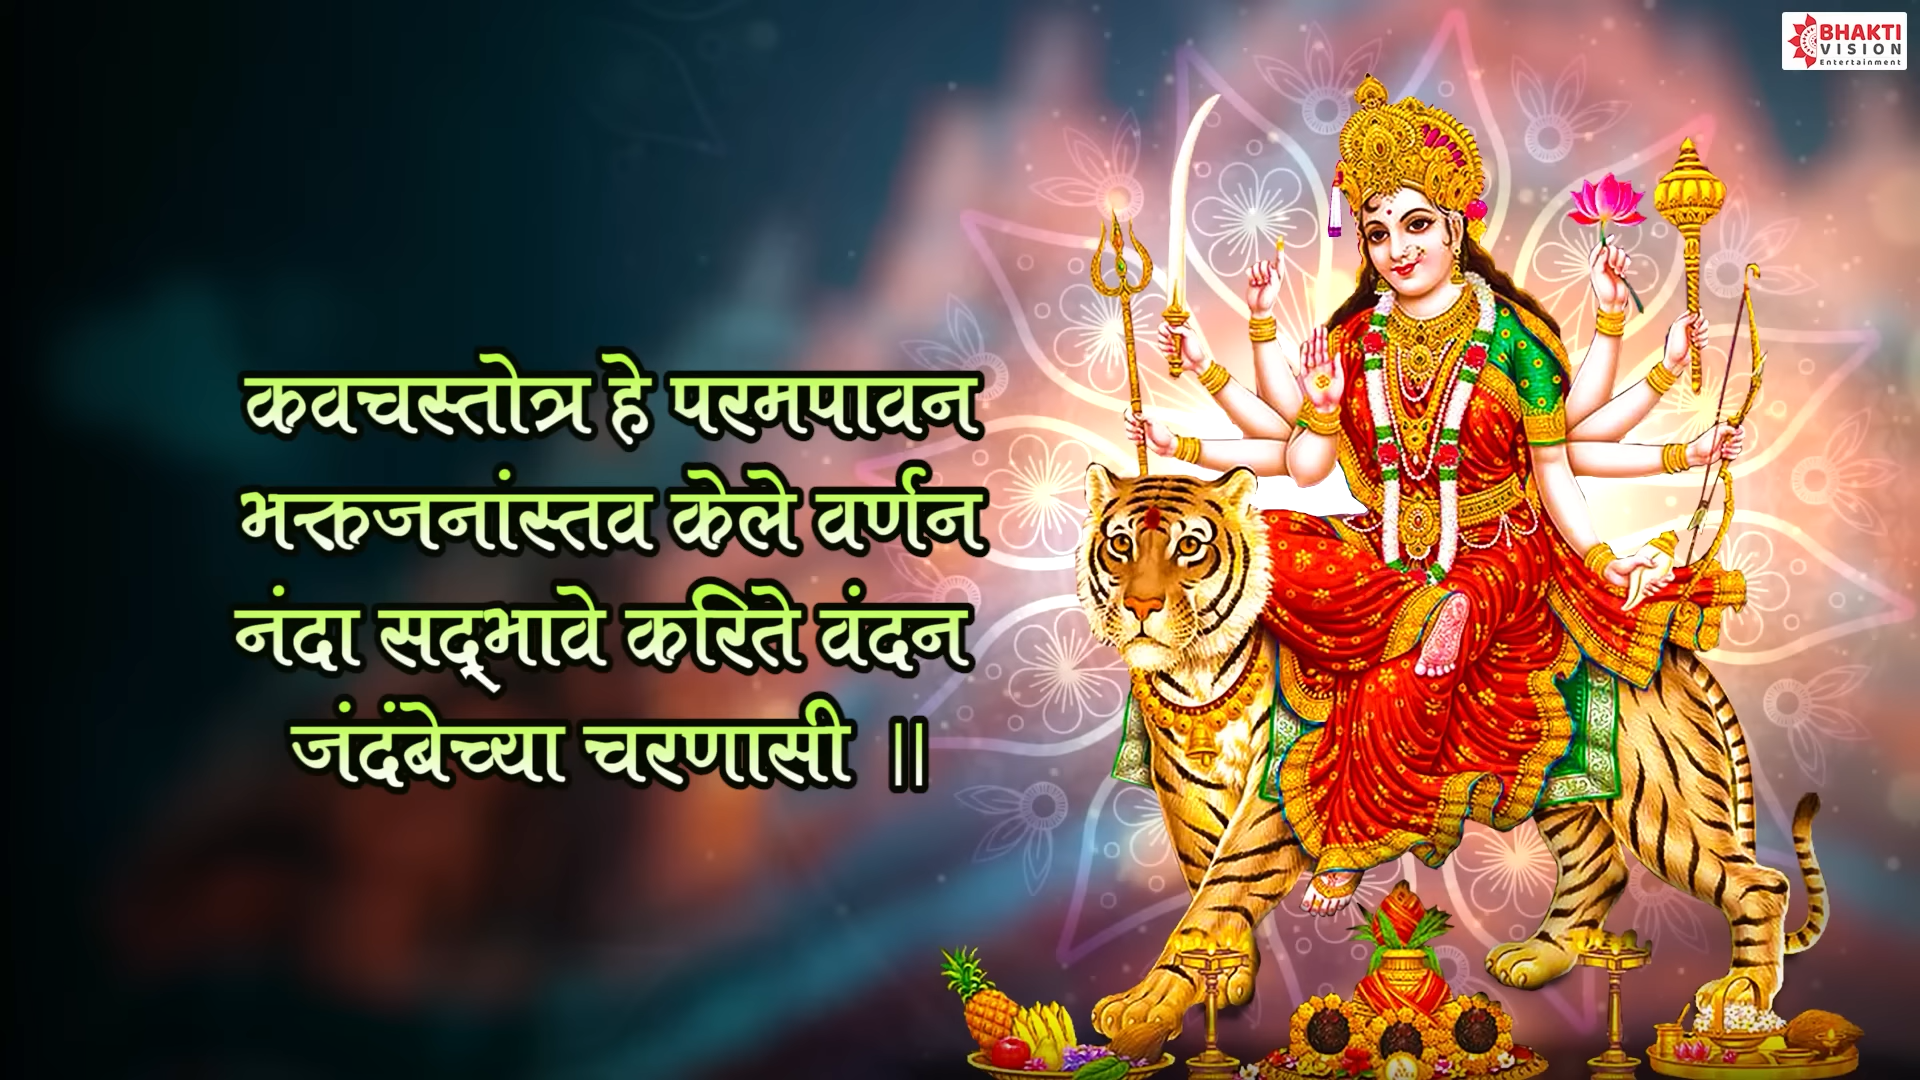 BHAKTI
VISION
Entertainment
कवचस्तोत्र हे परमपावन
भक्तजनांस्तव केले वर्णन
नंदा सद्‌भावे करिते वंदन
जंदंबेच्या चरणासी ॥